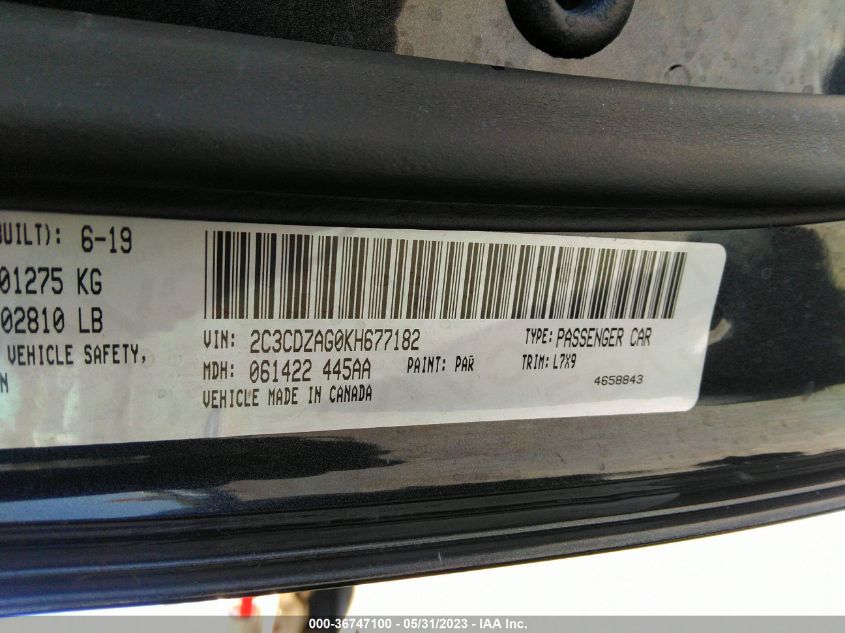 BUILT): 6-19
01275 KG
02810 LB
VEHICLE SAFETY,
N
VIN: 2C3CDZAG0KH677182
TYPE: PASSENGER CAR
MDH: 061422 445AA
PAINT: PAR
TRIM: L7X9
VEHICLE MADE IN CANADA
4658843
000-36747100 — 05/31/2023 — IAA Inc.